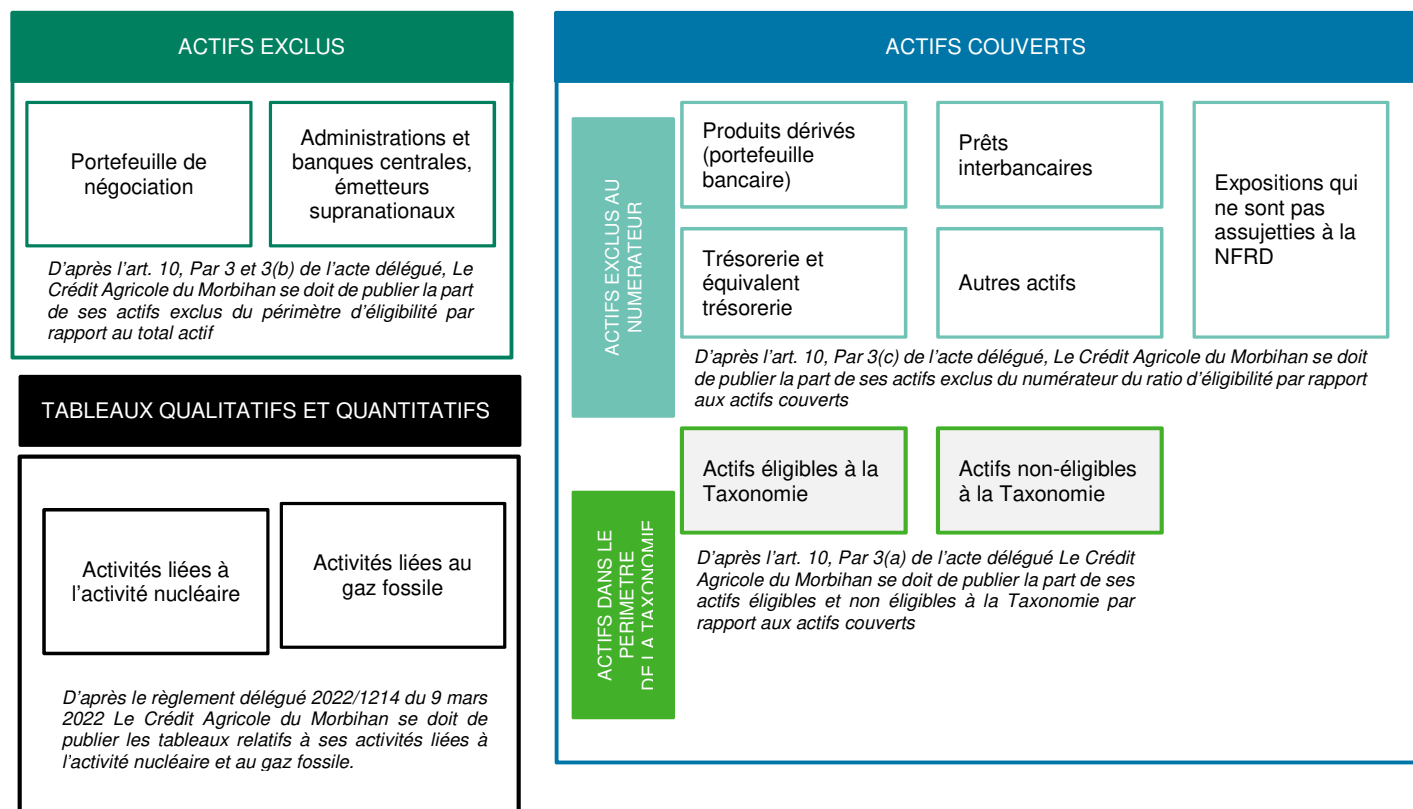 ACTIFS EXCLUS
Portefeuille de
négociation
Administrations et
banques centrales,
émetteurs
supranationaux
D'après l'art. 10, Par 3 et 3(b) de l'acte délégué, Le
Crédit Agricole du Morbihan se doit de publier la part
de ses actifs exclus du périmètre d'éligibilité par
rapport au total actif
TABLEAUX QUALITATIFS ET QUANTITATIFS
Activités liées à
l'activité nucléaire
Activités liées au
gaz fossile
D'après le règlement délégué 2022/1214 du 9 mars
2022 Le Crédit Agricole du Morbihan se doit de
publier les tableaux relatifs à ses activités liées à
l'activité nucléaire et au gaz fossile.
ACTIFS COUVERTS
ACTIFS EXCLUS AU
NUMERATEUR
Produits dérivés
(portefeuille
bancaire)
Prêts
interbancaires
Expositions qui
ne sont pas
assujetties à la
NFRD
Trésorerie et
équivalent
trésorerie
Autres actifs
D'après l'art. 10, Par 3(c) de l'acte délégué, Le Crédit Agricole du Morbihan se doit
de publier la part de ses actifs exclus du numérateur du ratio d'éligibilité par rapport
aux actifs couverts
ACTIFS DANS LE
PERIMETRE
DE LA TAXONOMIE
Actifs éligibles à la
Taxonomie
Actifs non-éligibles
à la Taxonomie
D'après l'art. 10, Par 3(a) de l'acte délégué Le Crédit
Agricole du Morbihan se doit de publier la part de ses
actifs éligibles et non éligibles à la Taxonomie par
rapport aux actifs couverts